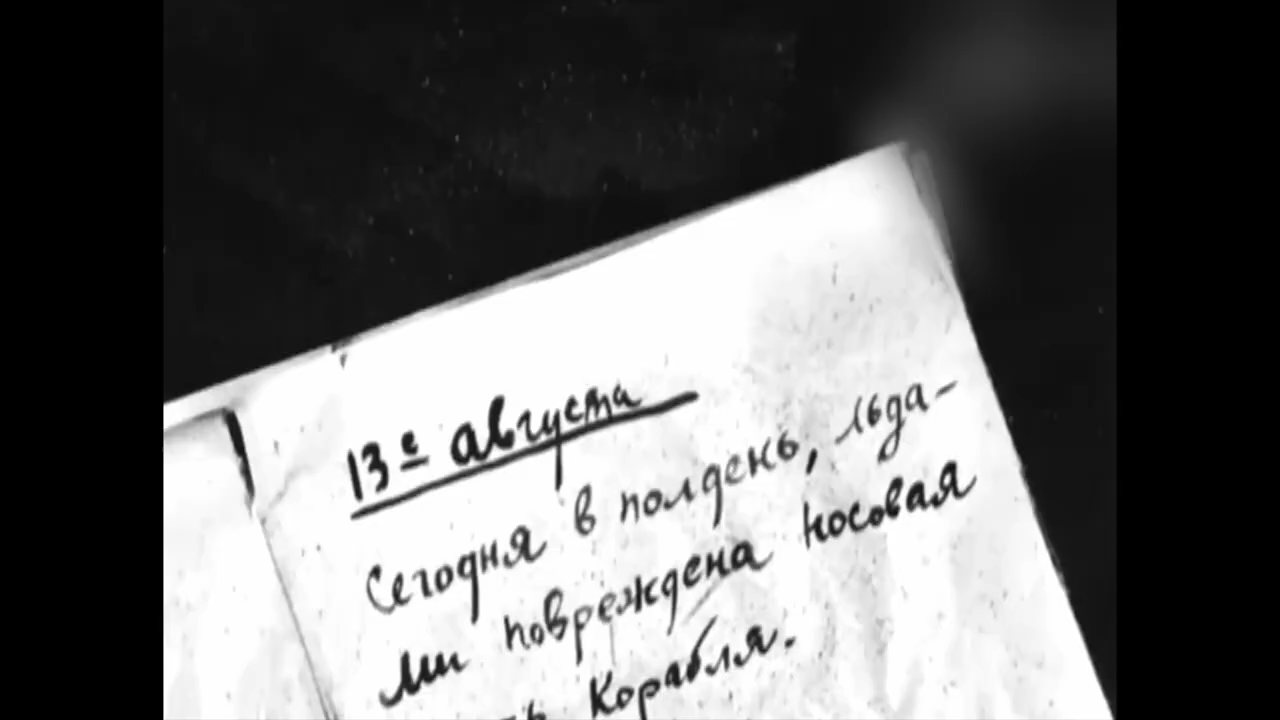 13е августа
Сегодня в полдень, льда-
ми повреждена носовая
корабля.